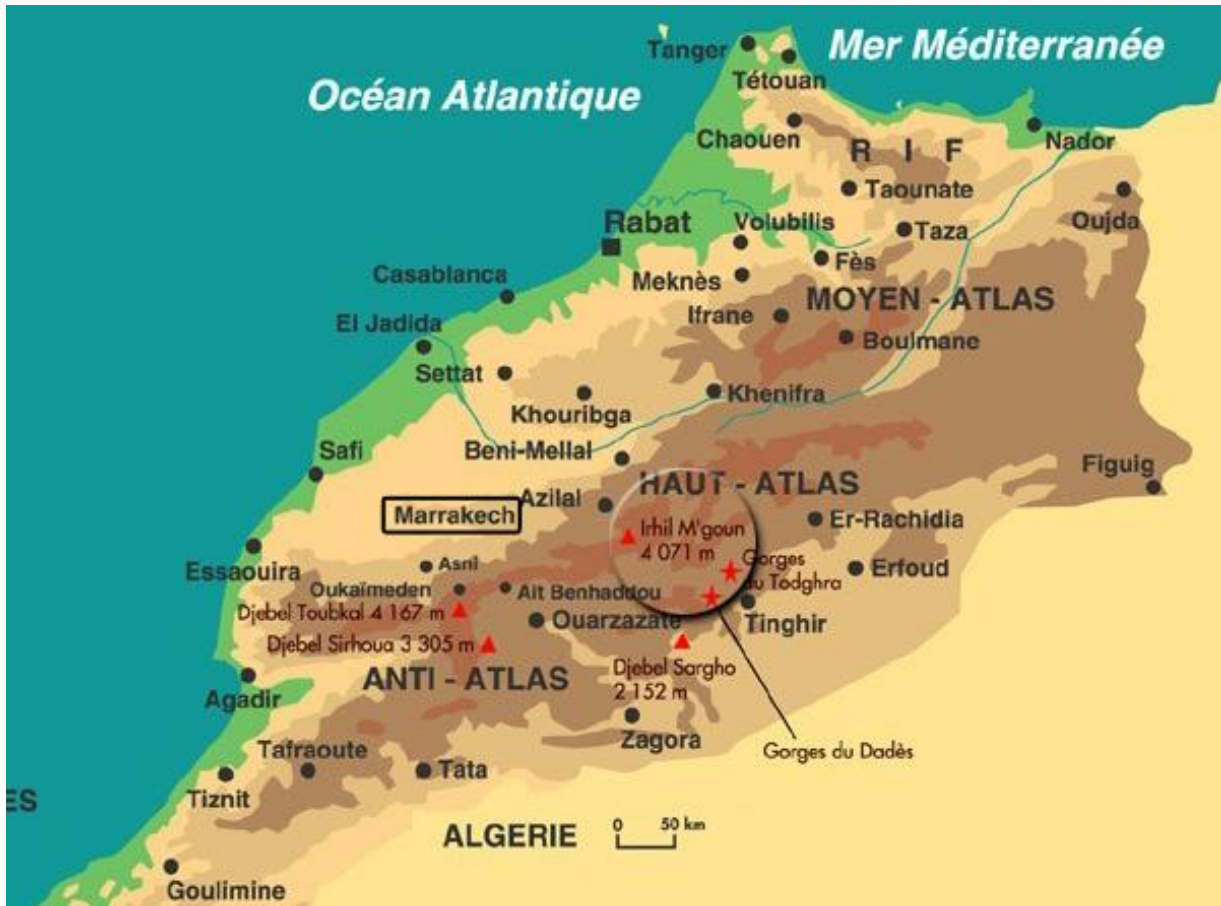 Tanger
Mer Méditerranée
Tétouan
Océan Atlantique
Chaouen
Nador
R I F
Taounate
Oujda
Rabat
Volubilis
Taza
Fès
Casablanca
Meknès
MOYEN - ATLAS
Ifrane
El Jadida
Boulmane
Settat
Khenifra
Khouribga
Beni-Mellal
Safi
Figuig
HAUT - ATLAS
Azilal
Marrakech
Er-Rachidia
Irhil M'goun
4 071 m
Essaouira
Asnl
Gorges
du Todghra
Erfoud
Oukaïmeden
Ait Benhaddou
Djebel Toubkal 4 167 m
Ouarzazate
Tinghir
Djebel Sirhoua 3 305 m
ANTI - ATLAS
Djebel Sargho
2 152 m
Agadir
Zagora
Gorges du Dadès
Tafraoute
Tata
Tiznit
ES
ALGERIE
0 50 km
Goulimine